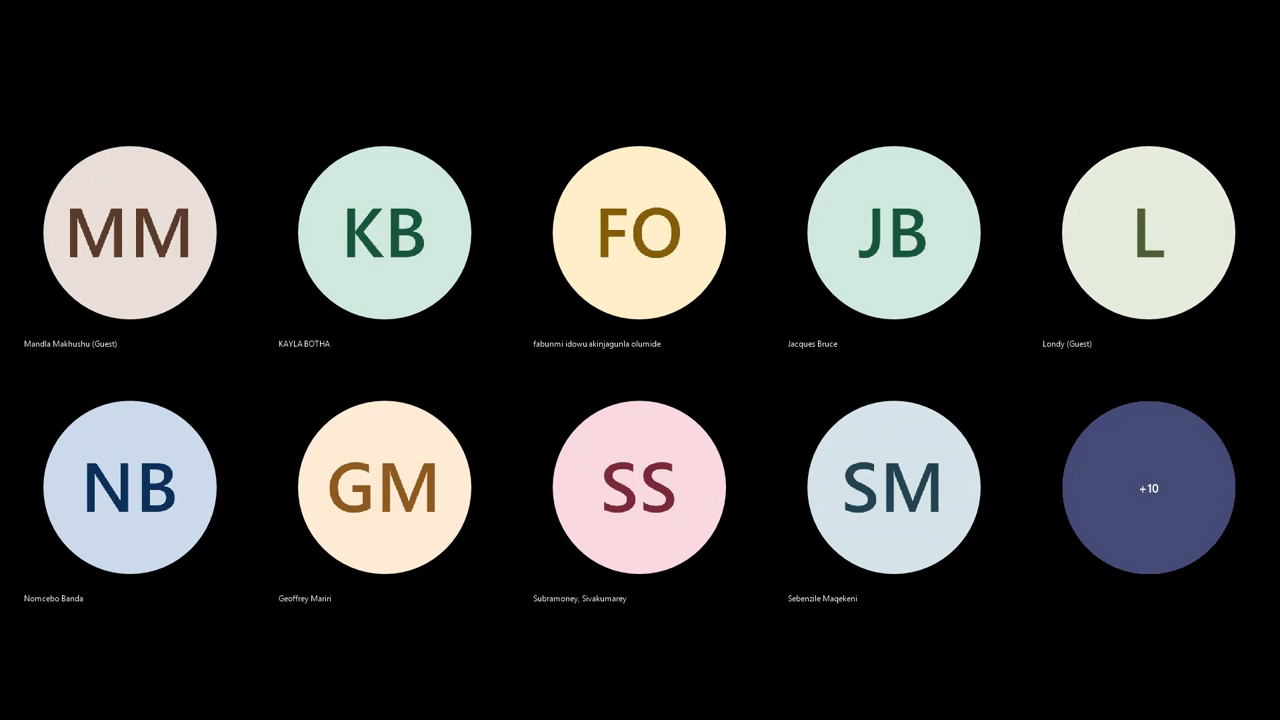 MM
KB
FO
JB
L
Mandla Makhushu (Guest)
KAYLA BOTHA
fabunmi idowu akinjagunla olumide
Jacques Bruce
Londy (Guest)
NB
GM
SS
SM
+10
Nomcebo Banda
Geoffrey Mariri
Subramoney, Sivakumarey
Sebenzile Maqekeni